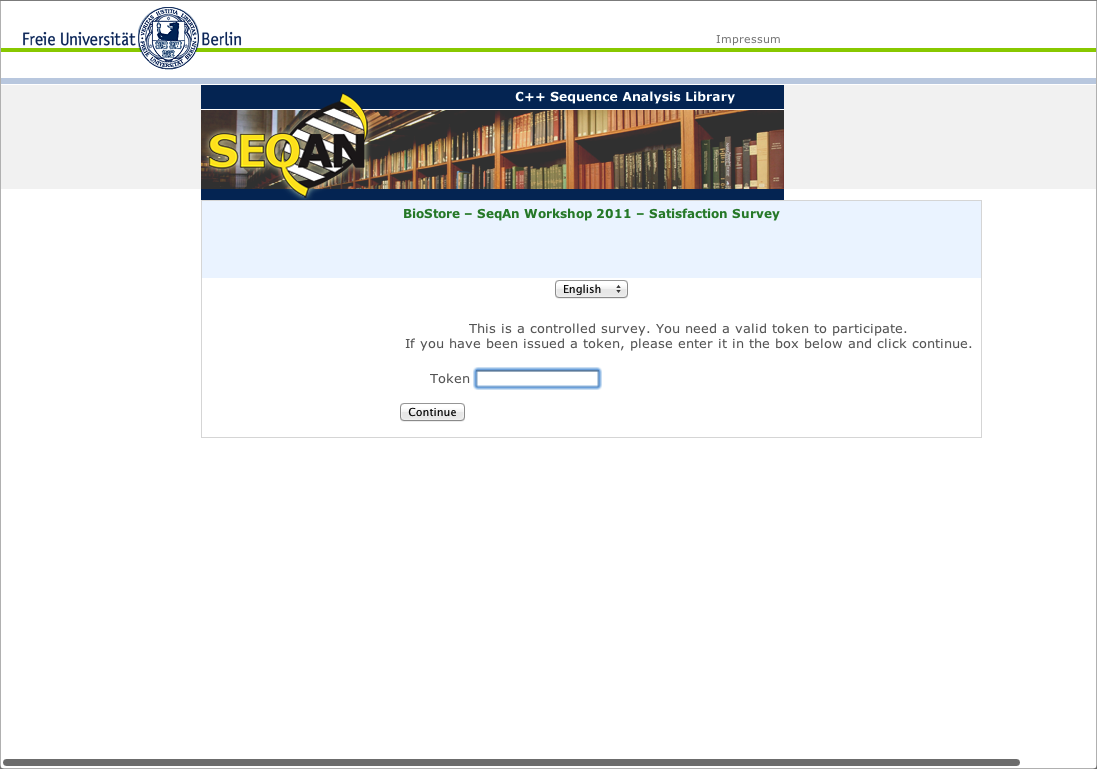 Freie Universität Berlin
Impressum
C++ Sequence Analysis Library
SEQAN
BioStore – SeqAn Workshop 2011 – Satisfaction Survey
English
This is a controlled survey. You need a valid token to participate.
If you have been issued a token, please enter it in the box below and click continue.
Token
Continue